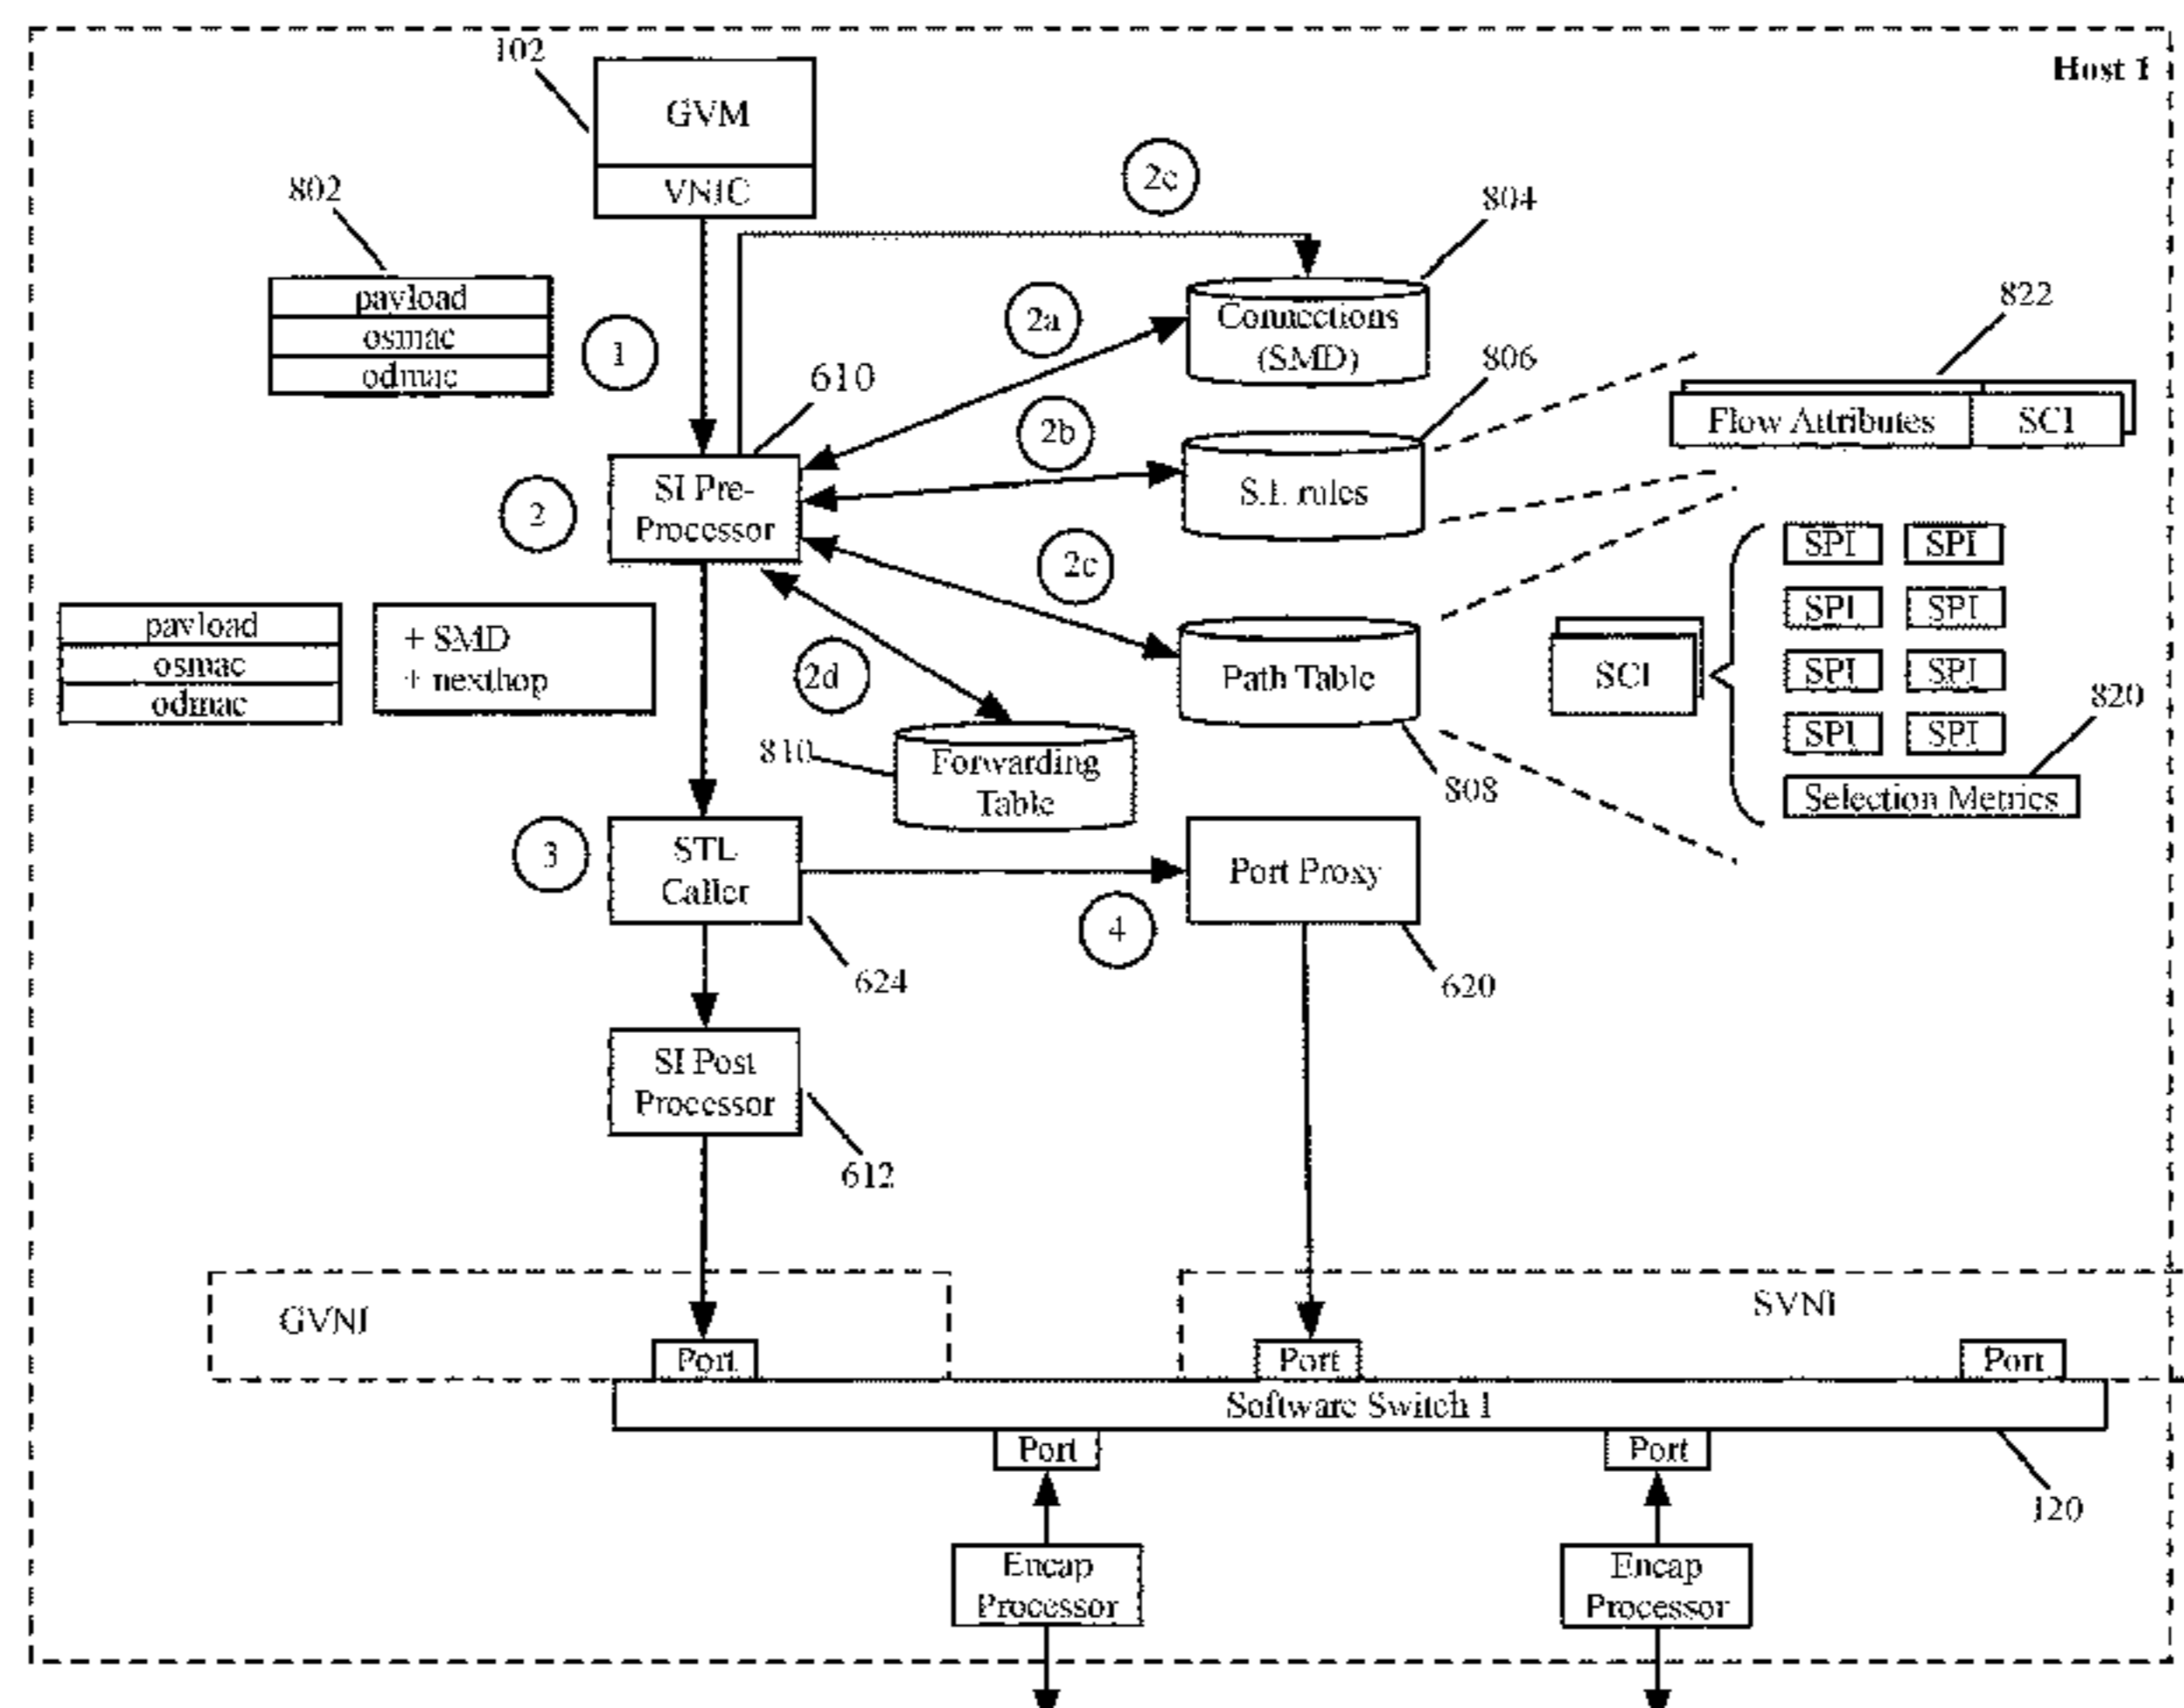 Host 1
102
GVM
VNIC
802
payload
osmac
odmac
1
2c
804
Connections
(SMD)
2a
610
2b
806
S.I. rules
822
Flow Attributes
SCI
SI Pre-
Processor
2
2c
Path Table
808
SCI
SPI SPI
SPI SPI
SPI SPI
SPI SPI
820
Selection Metrics
payload
osmac
odmac
+ SMD
+ nexthop
2d
810
Forwarding
Table
3
STL
Caller
624
4
Port Proxy
620
SI Post
Processor
612
GVNI
SVNI
Port
Port
Port
Software Switch 1
Port
Port
120
Encap
Processor
Encap
Processor